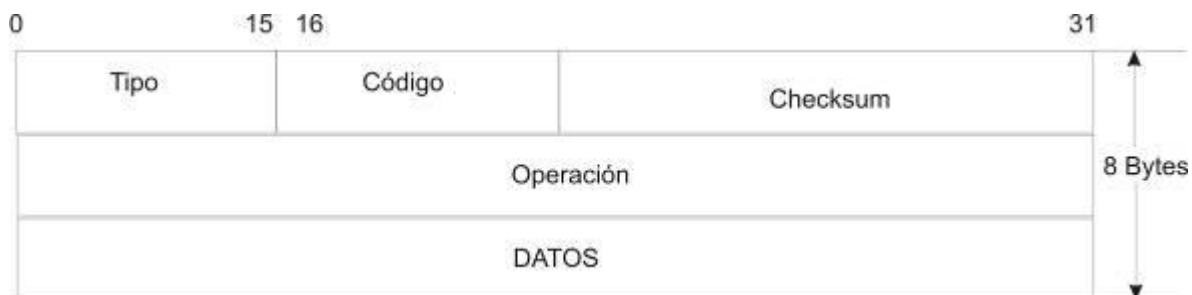 0 15 16 31
Tipo Código Checksum
Operación 8 Bytes
DATOS